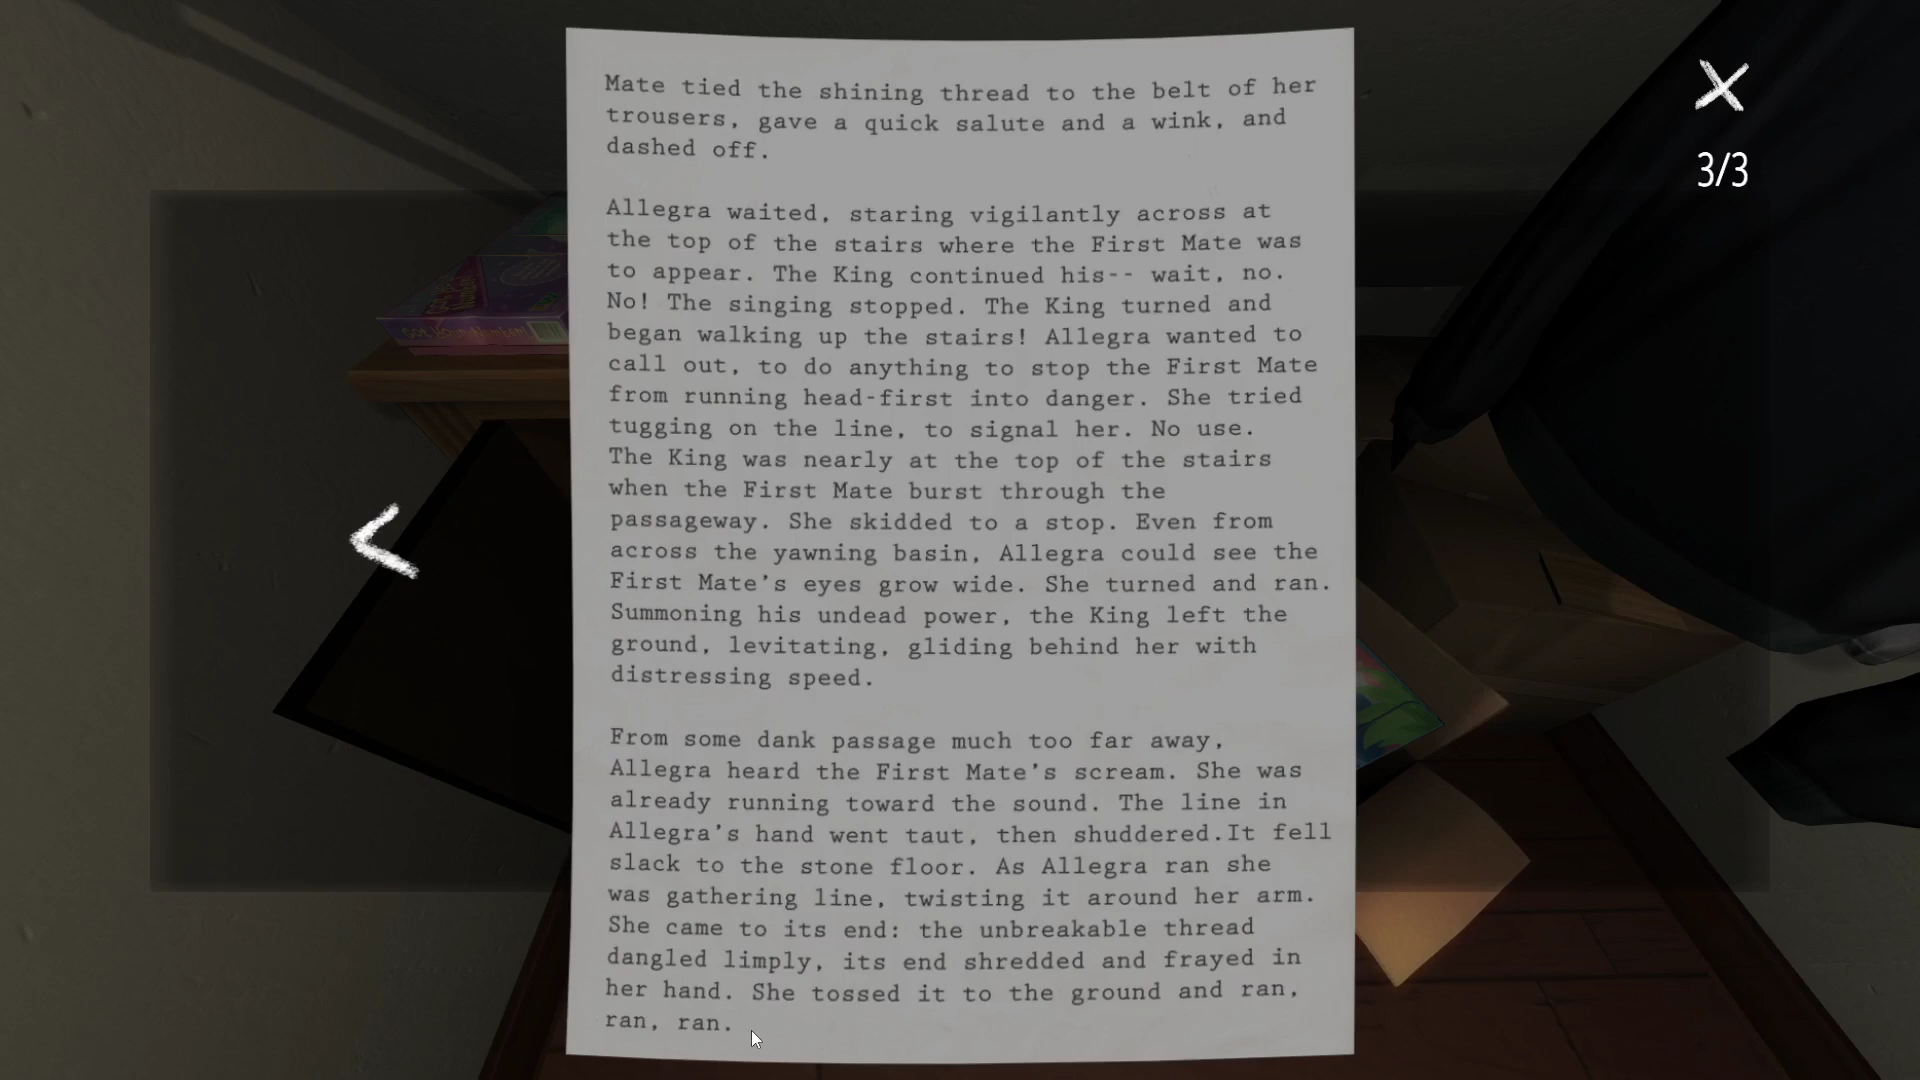 Mate tied the shining thread to the belt of her
trousers, gave a quick salute and a wink, and
dashed off.
Allegra waited, staring vigilantly across at
the top of the stairs where the First Mate was
to appear. The King continued his-- wait, no.
No! The singing stopped. The King turned and
began walking up the stairs! Allegra wanted to
call out, to do anything to stop the First Mate
from running head-first into danger. She tried
tugging on the line, to signal her. No use.
The King was nearly at the top of the stairs
when the First Mate burst through the
passageway. She skidded to a stop. Even from
across the yawning basin, Allegra could see the
First Mate's eyes grow wide. She turned and ran.
Summoning his undead power, the King left the
ground, levitating, gliding behind her with
distressing speed.
From some dank passage much too far away,
Allegra heard the First Mate's scream. She was
already running toward the sound. The line in
Allegra's hand went taut, then shuddered.It fell
slack to the stone floor. As Allegra ran she
was gathering line, twisting it around her arm.
She came to its end: the unbreakable thread
dangled limply, its end shredded and frayed in
her hand. She tossed it to the ground and ran,
ran, ran.
3/3